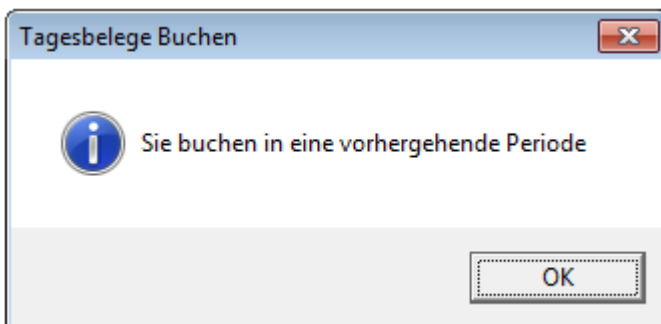 Tagesbelege Buchen
Sie buchen in eine vorhergehende Periode
OK